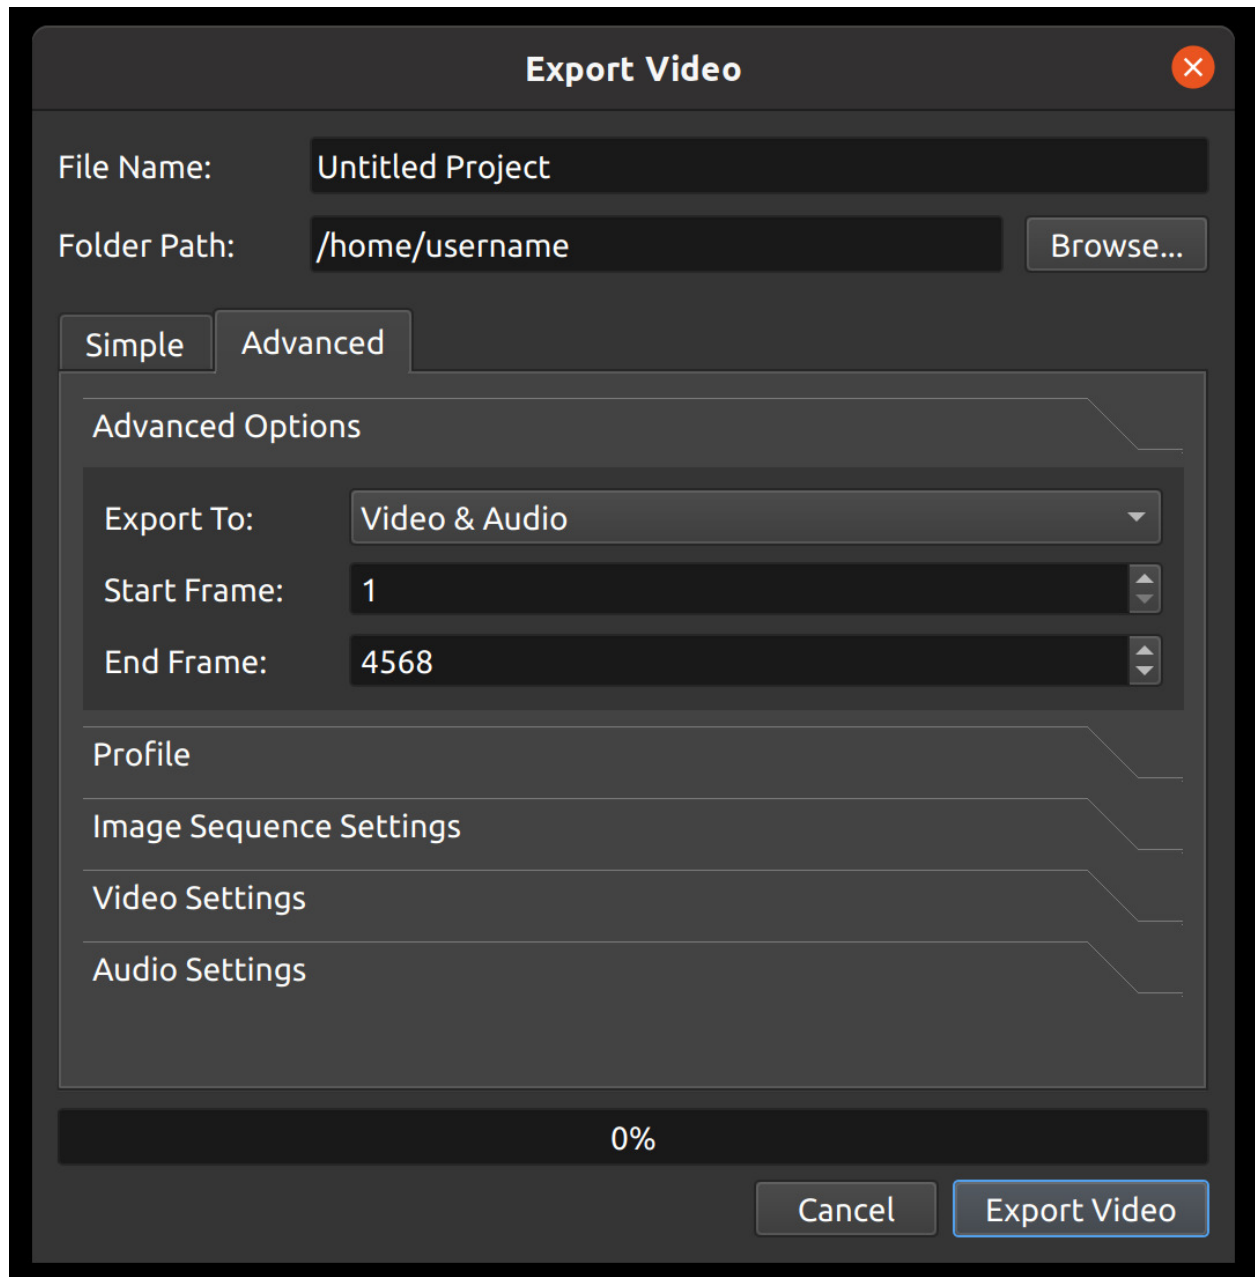 Export Video
File Name: Untitled Project
Folder Path: /home/username Browse...
Simple Advanced
Advanced Options
Export To: Video & Audio
Start Frame: 1
End Frame: 4568
Profile
Image Sequence Settings
Video Settings
Audio Settings
0%
Cancel Export Video